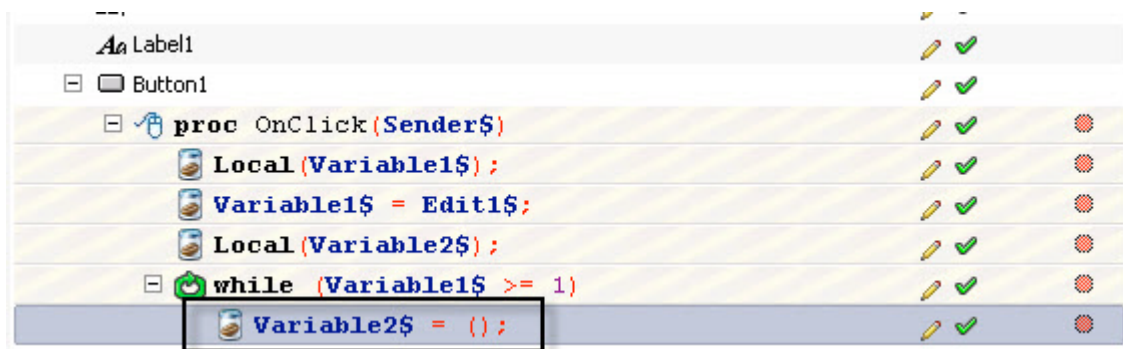 Label1
Button1
proc OnClick(Sender$)
Local(Variable1$);
Variable1$ = Edit1$;
Local(Variable2$);
while (Variable1$ >= 1)
Variable2$ = ();